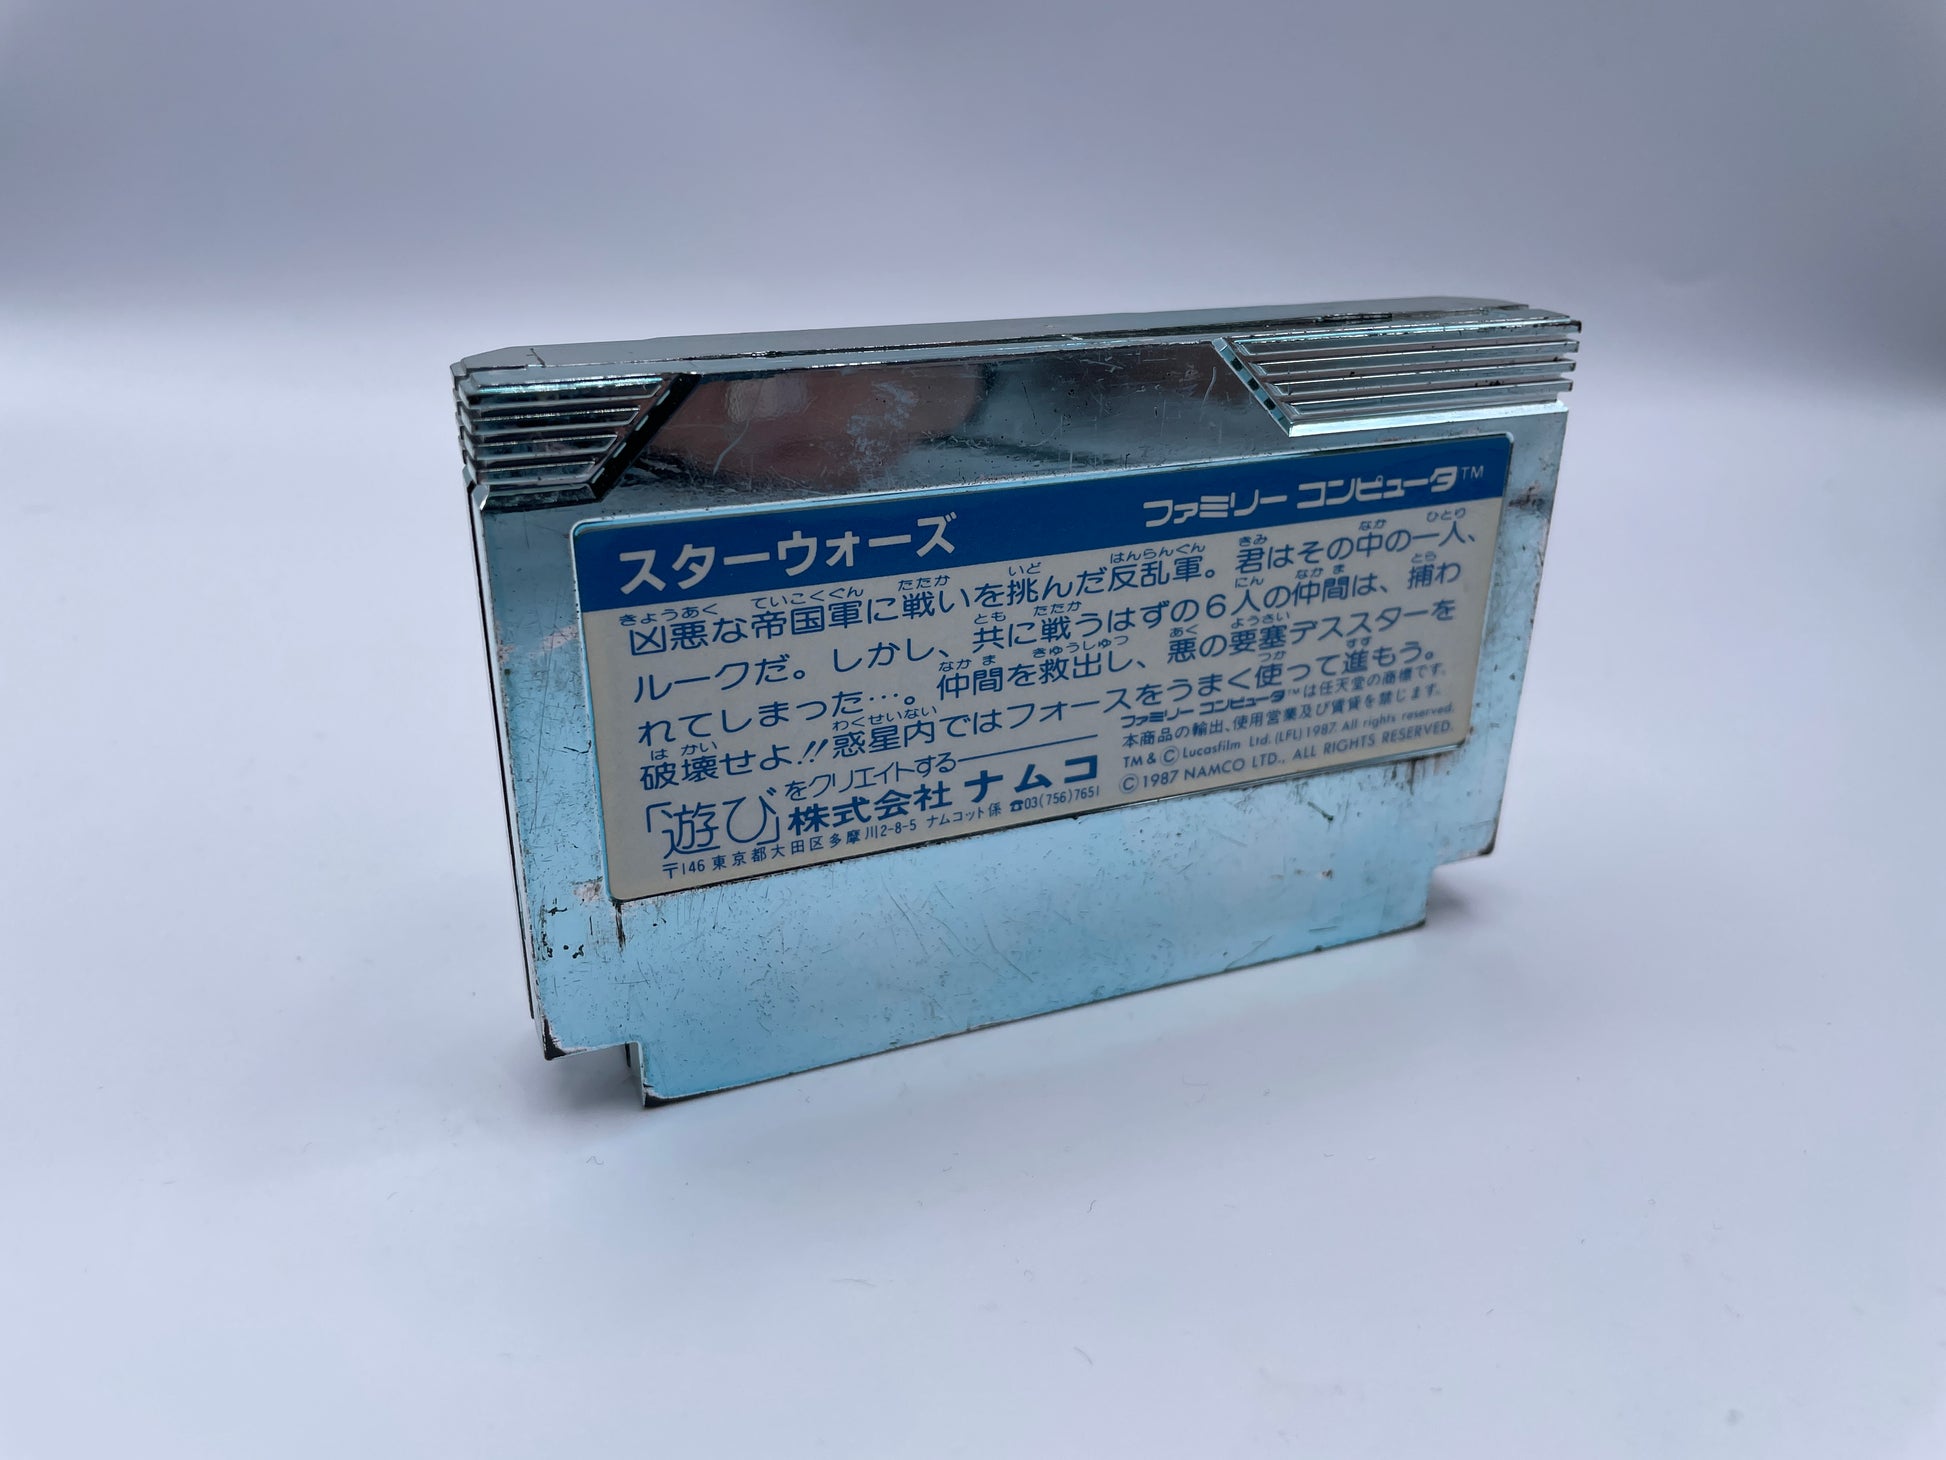 スターウォーズ ファミリー コンピュータ™
凶悪な帝国軍に戦いを挑んだ反乱軍。君はその中の一人、
ルークだ。しかし、共に戦うはずの6人の仲間は、捕わ
れてしまった…。仲間を救出し、悪の要塞デススターを
破壊せよ!!惑星内ではフォースをうまく使って進もう。
「遊び」をクリエイトする
株式会社ナムコ
〒146 東京都大田区多摩川2-8-5 ナムコット係 ☎03(756)7651
ファミリー コンピュータ™は任天堂の商標です。
本商品の輸出、使用営業及び賃貸を禁じます。
TM & © Lucasfilm Ltd. (LFL) 1987. All rights reserved.
© 1987 NAMCO LTD., ALL RIGHTS RESERVED.